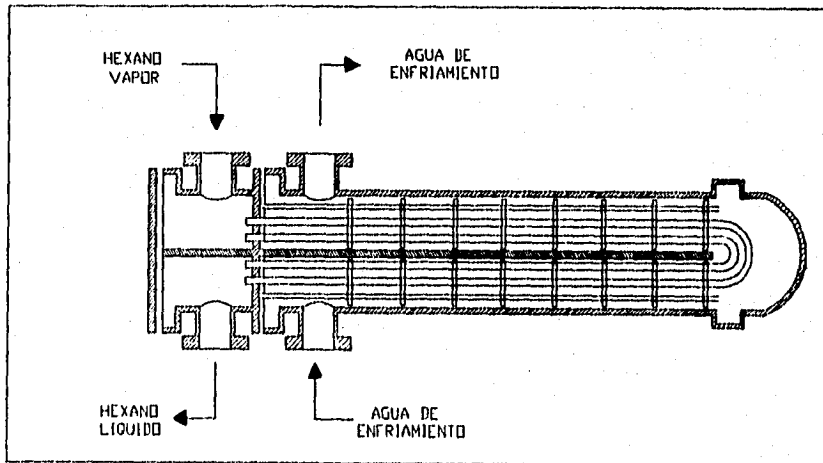 HEXANO
VAPOR
AGUA DE
ENFRIAMIENTO
HEXANO
LIQUIDO
AGUA DE
ENFRIAMIENTO